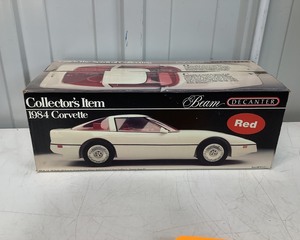 Collector's Item
1984 Corvette
Beam DECANTER
Red